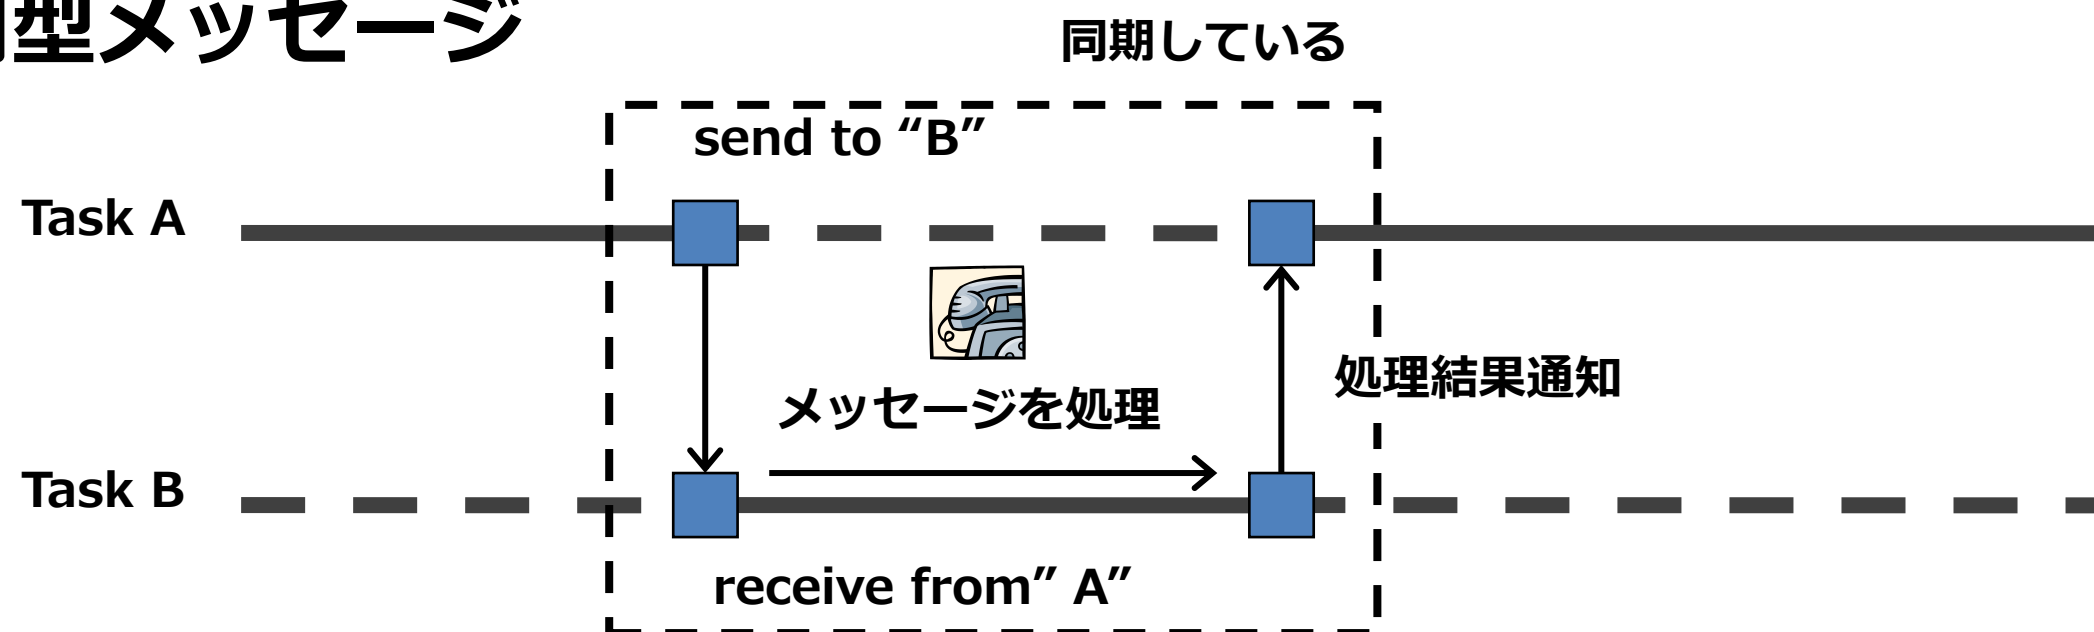 型メッセージ
同期している
send to “B”
Task A
処理結果通知
メッセージを処理
Task B
receive from” A”